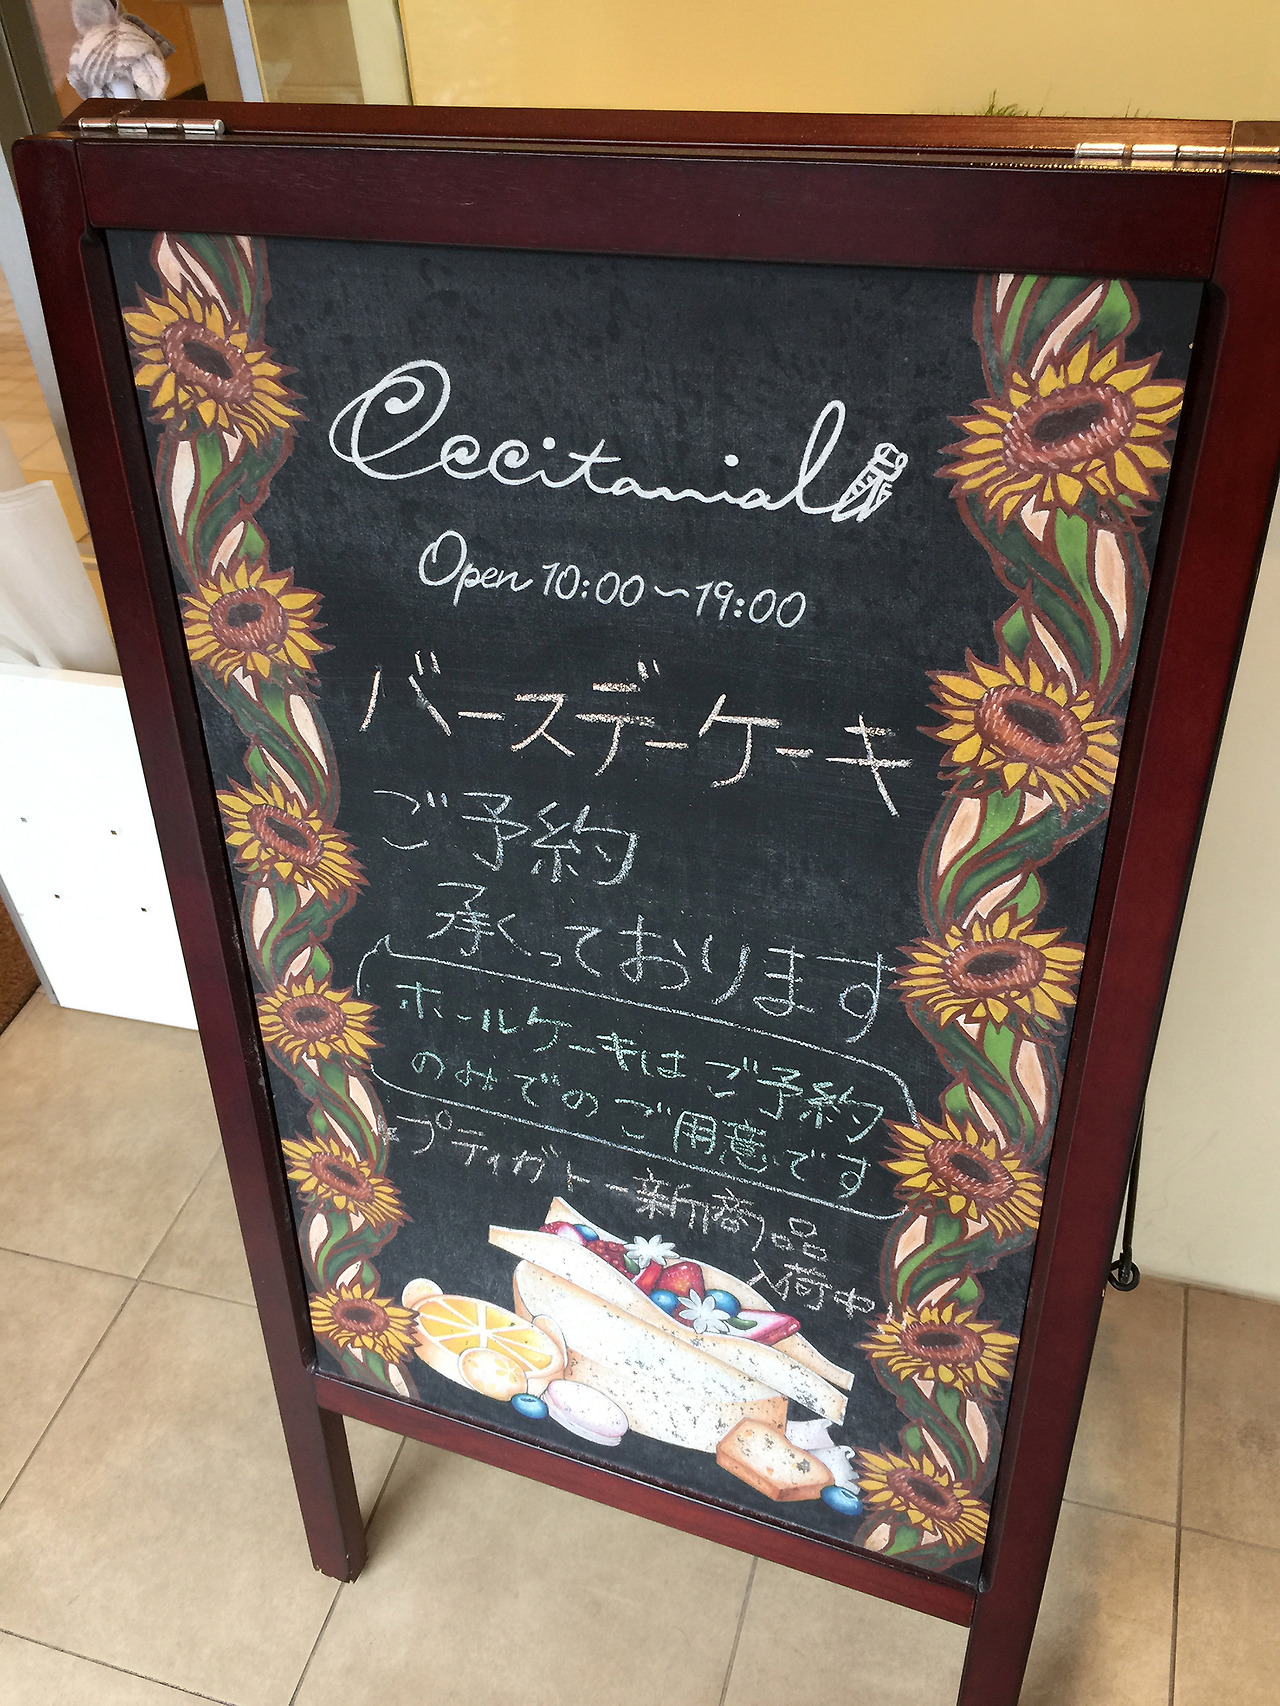 Occitanial
Open 10:00〜19:00
バースデーケーキ
ご予約
承くっております
ホールケーキはご予約
のみでのご用意です
プティガトー新商品
入荷中!!